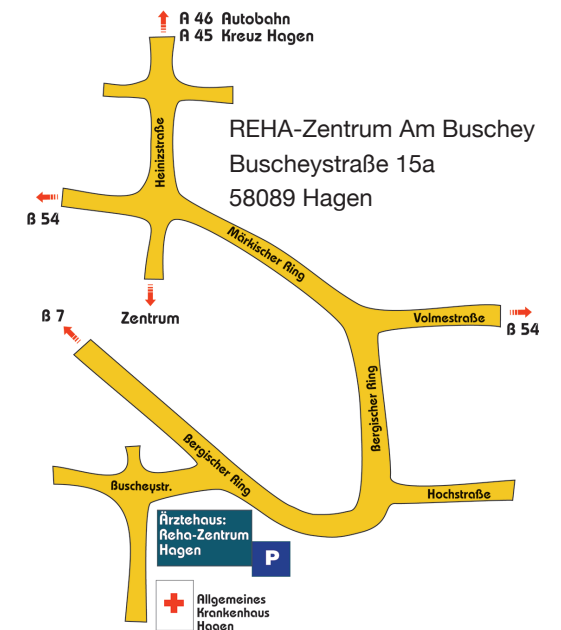 A 46 Autobahn
A 45 Kreuz Hagen
REHA-Zentrum Am Buschey
Buscheystraße 15a
58089 Hagen
Heinizstraße
B 54
Märkischer Ring
Zentrum
B 7
Volmestraße
B 54
Bergischer Ring
Bergischer Ring
Buscheystr.
Hochstraße
Ärztehaus:
Reha-Zentrum
Hagen
P
Allgemeines
Krankenhaus
Hagen